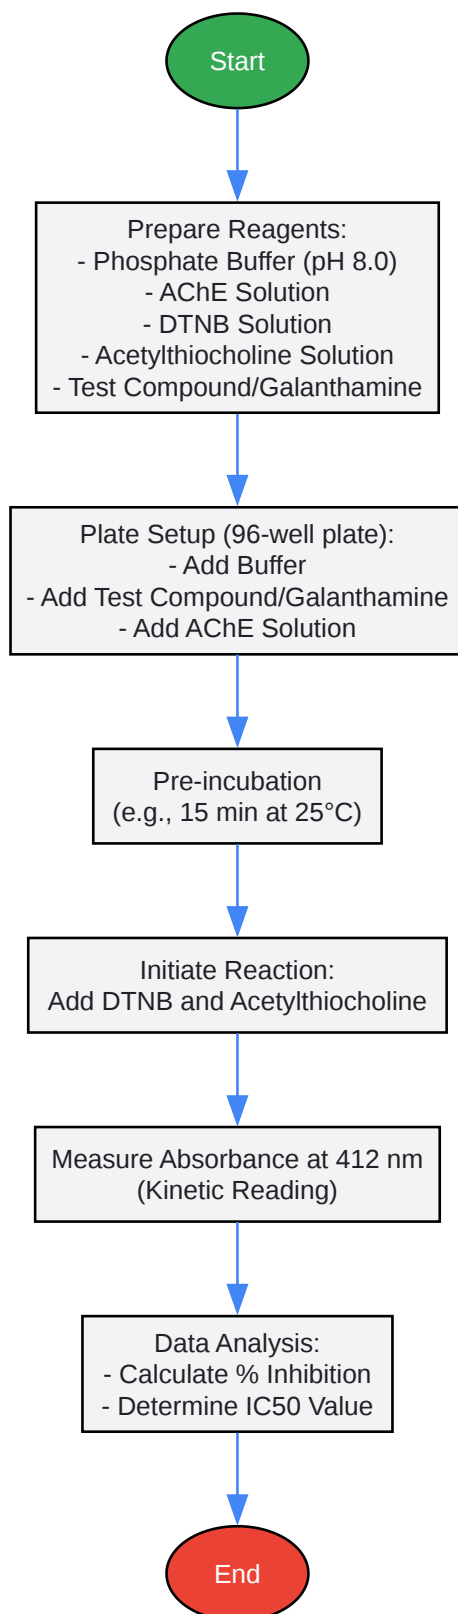 Start
Prepare Reagents:
- Phosphate Buffer (pH 8.0)
- AChE Solution
- DTNB Solution
- Acetylthiocholine Solution
- Test Compound/Galanthamine
Plate Setup (96-well plate):
- Add Buffer
- Add Test Compound/Galanthamine
- Add AChE Solution
Pre-incubation
(e.g., 15 min at 25°C)
Initiate Reaction:
Add DTNB and Acetylthiocholine
Measure Absorbance at 412 nm
(Kinetic Reading)
Data Analysis:
- Calculate % Inhibition
- Determine IC50 Value
End